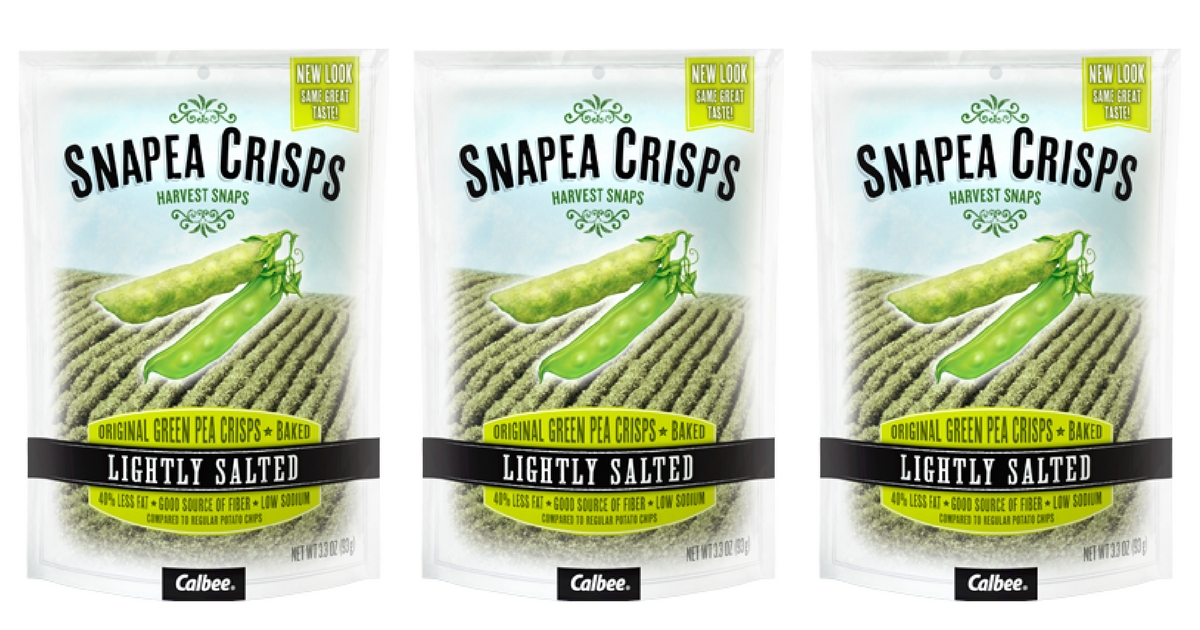 NEW LOOK
SAME GREAT
TASTE!
SNAPEA CRISPS
HARVEST SNAPS
ORIGINAL GREEN PEA CRISPS ★ BAKED
LIGHTLY SALTED
40% LESS FAT ★ GOOD SOURCE OF FIBER ★ LOW SODIUM
COMPARED TO REGULAR POTATO CHIPS
NET WT 3.3 OZ (93g)
Calbee®
NEW LOOK
SAME GREAT
TASTE!
SNAPEA CRISPS
HARVEST SNAPS
ORIGINAL GREEN PEA CRISPS ★ BAKED
LIGHTLY SALTED
40% LESS FAT ★ GOOD SOURCE OF FIBER ★ LOW SODIUM
COMPARED TO REGULAR POTATO CHIPS
NET WT 3.3 OZ (93g)
Calbee®
NEW LOOK
SAME GREAT
TASTE!
SNAPEA CRISPS
HARVEST SNAPS
ORIGINAL GREEN PEA CRISPS ★ BAKED
LIGHTLY SALTED
40% LESS FAT ★ GOOD SOURCE OF FIBER ★ LOW SODIUM
COMPARED TO REGULAR POTATO CHIPS
NET WT 3.3 OZ (93g)
Calbee®